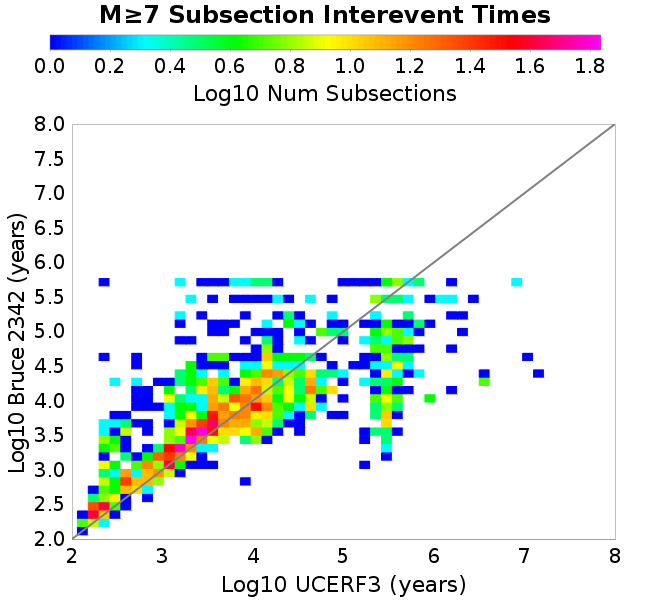 M≥7 Subsection Interevent Times
0.0 0.2 0.4 0.6 0.8 1.0 1.2 1.4 1.6 1.8
Log10 Num Subsections
8.0
7.5
7.0
6.5
6.0
5.5
5.0
4.5
4.0
3.5
3.0
2.5
2.0
Log10 Bruce 2342 (years)
2 3 4 5 6 7 8
Log10 UCERF3 (years)